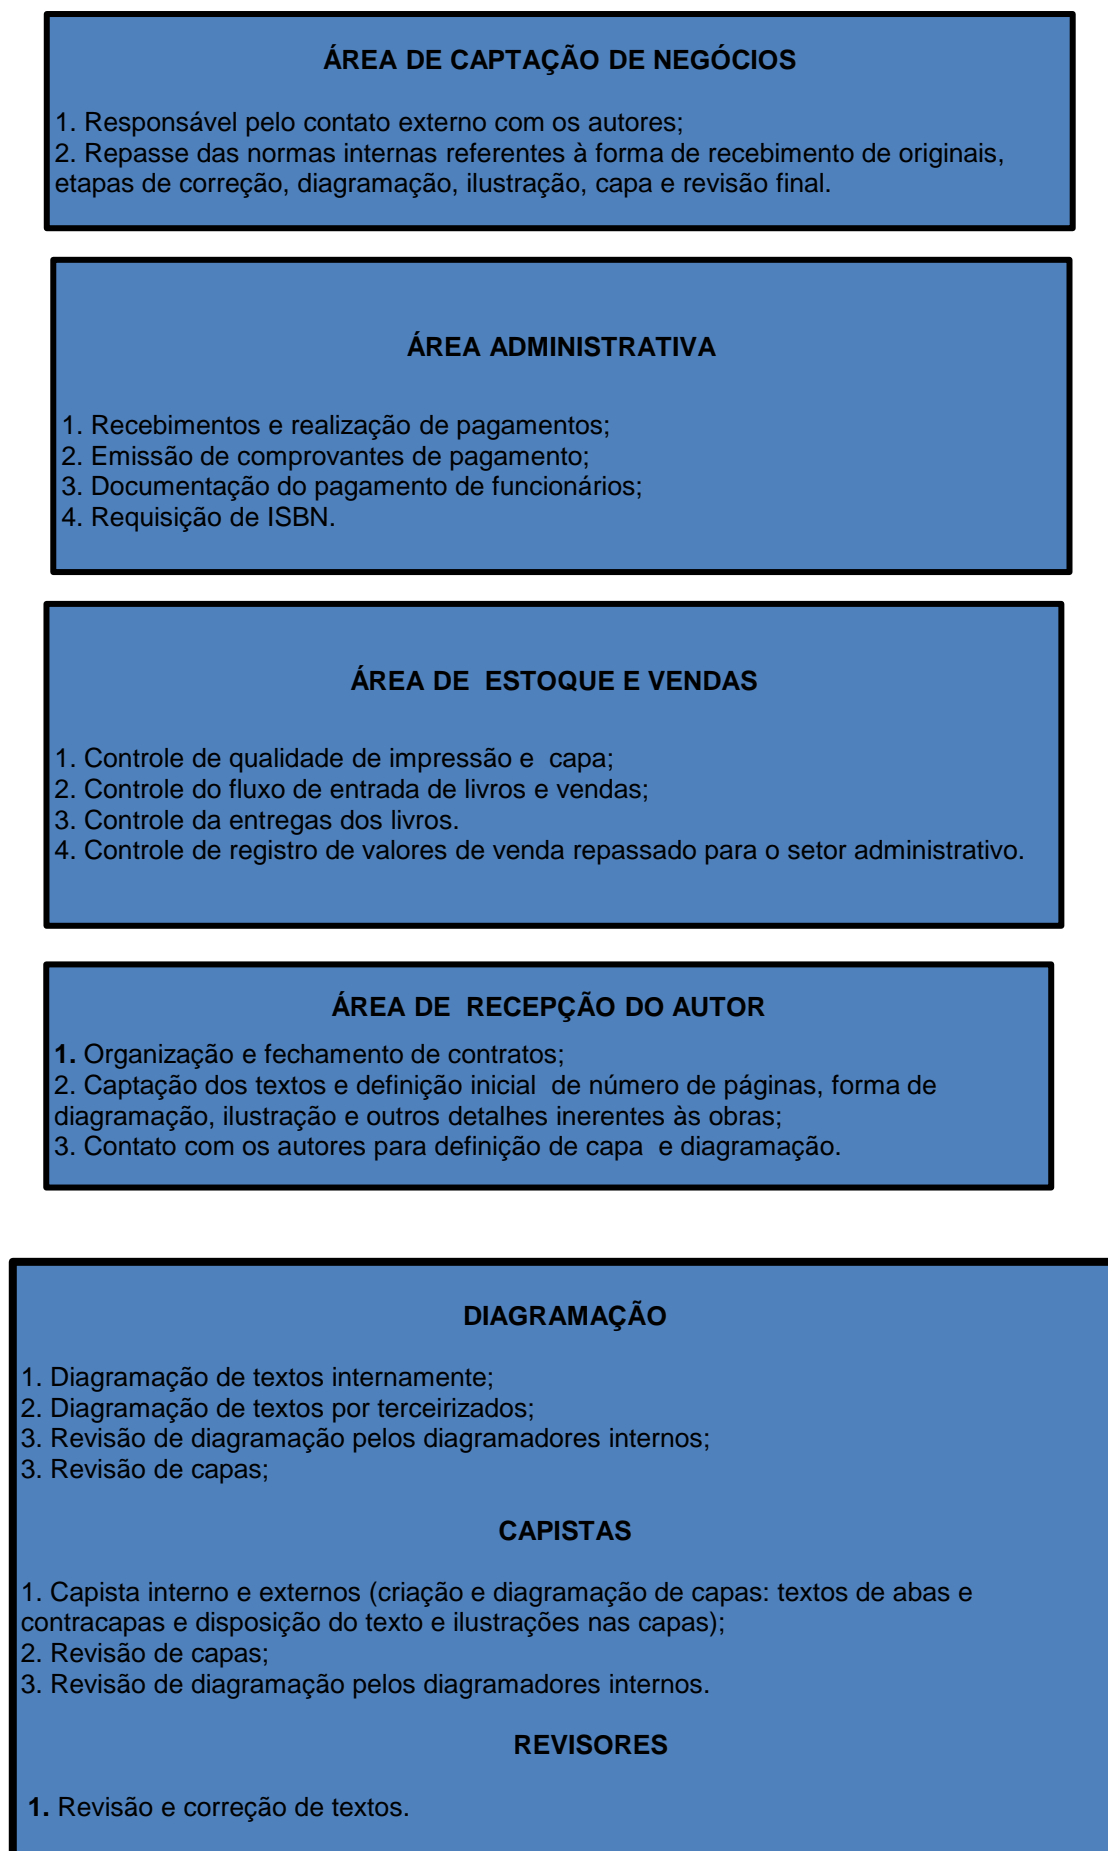 ÁREA DE CAPTAÇÃO DE NEGÓCIOS
1. Responsável pelo contato externo com os autores;
2. Repasse das normas internas referentes à forma de recebimento de originais,
etapas de correção, diagramação, ilustração, capa e revisão final.
ÁREA ADMINISTRATIVA
1. Recebimentos e realização de pagamentos;
2. Emissão de comprovantes de pagamento;
3. Documentação do pagamento de funcionários;
4. Requisição de ISBN.
ÁREA DE ESTOQUE E VENDAS
1. Controle de qualidade de impressão e capa;
2. Controle do fluxo de entrada de livros e vendas;
3. Controle da entregas dos livros.
4. Controle de registro de valores de venda repassado para o setor administrativo.
ÁREA DE RECEPÇÃO DO AUTOR
1. Organização e fechamento de contratos;
2. Captação dos textos e definição inicial de número de páginas, forma de
diagramação, ilustração e outros detalhes inerentes às obras;
3. Contato com os autores para definição de capa e diagramação.
DIAGRAMAÇÃO
1. Diagramação de textos internamente;
2. Diagramação de textos por terceirizados;
3. Revisão de diagramação pelos diagramadores internos;
3. Revisão de capas;
CAPISTAS
1. Capista interno e externos (criação e diagramação de capas: textos de abas e
contracapas e disposição do texto e ilustrações nas capas);
2. Revisão de capas;
3. Revisão de diagramação pelos diagramadores internos.
REVISORES
1. Revisão e correção de textos.